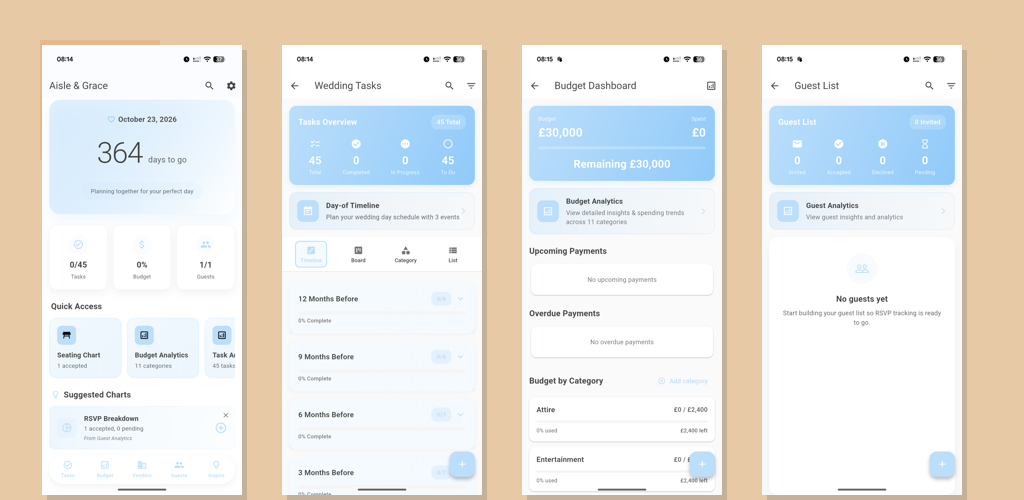 08:14
37
Aisle & Grace
October 23, 2026
364 days to go
Planning together for your perfect day
0/45
Tasks
0%
Budget
1/1
Guests
Quick Access
Seating Chart
1 accepted
Budget Analytics
11 categories
Task A
45 tasks
Suggested Charts
RSVP Breakdown
1 accepted, 0 pending
From Guest Analytics
Tasks
Budget
Vendors
Guests
Inspire
08:14
36
Wedding Tasks
Tasks Overview
45 Total
45
Total
0
Completed
0
In Progress
45
To Do
Day-of Timeline
Plan your wedding day schedule with 3 events
Timeline
Board
Category
List
12 Months Before
0% Complete
9 Months Before
0% Complete
6 Months Before
0% Complete
3 Months Before
0% Complete
08:15
36
Budget Dashboard
Budget
Spent
£30,000
£0
Remaining £30,000
Budget Analytics
View detailed insights & spending trends
across 11 categories
Upcoming Payments
No upcoming payments
Overdue Payments
No overdue payments
Budget by Category
Add category
Attire
£0 / £2,400
0% used
£2,400 left
Entertainment
£0 /
0% used
£2,400 left
08:15
36
Guest List
Guest List
0 Invited
0
Invited
0
Accepted
0
Declined
0
Pending
Guest Analytics
View guest insights and analytics
No guests yet
Start building your guest list so RSVP tracking is ready
to go.